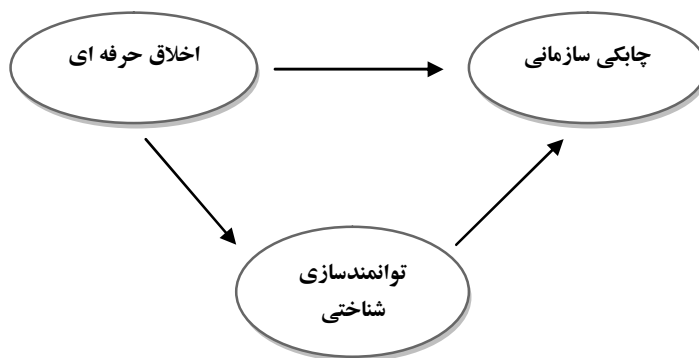 اخلاق حرفه ای
چابکی سازمانی
توانمندسازی
شناختی